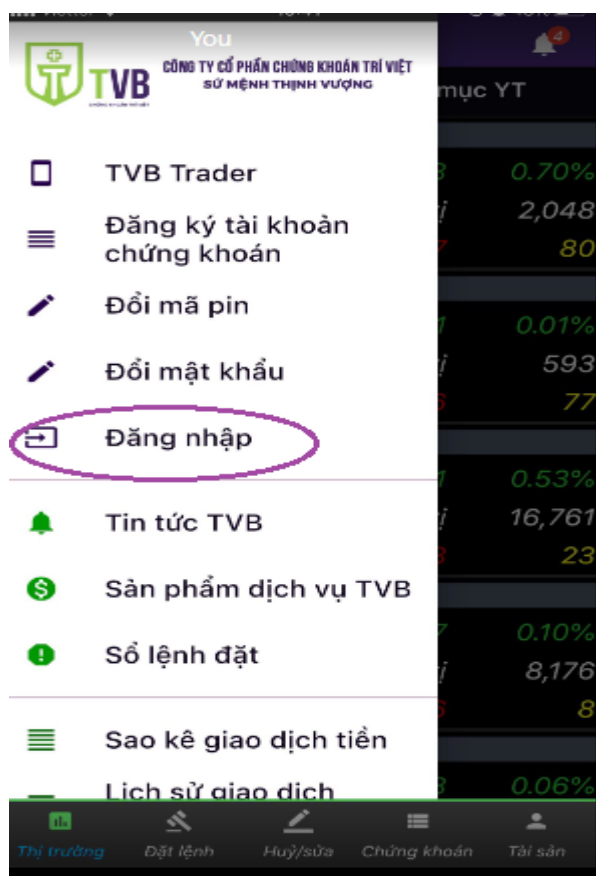 You
4
TVB
CÔNG TY CỔ PHẦN CHỨNG KHOÁN TRÍ VIỆT
SỨ MỆNH THỊNH VƯỢNG
mục YT
TVB Trader
Đăng ký tài khoản
chứng khoán
Đổi mã pin
Đổi mật khẩu
Đăng nhập
Tin tức TVB
Sản phẩm dịch vụ TVB
Sổ lệnh đặt
Sao kê giao dịch tiền
Lịch sử giao dịch
0.70%
2,048
80
0.01%
593
77
0.53%
16,761
23
0.10%
8,176
8
0.06%
Thị trường
Đặt lệnh
Huỷ/sửa
Chứng khoán
Tài sản